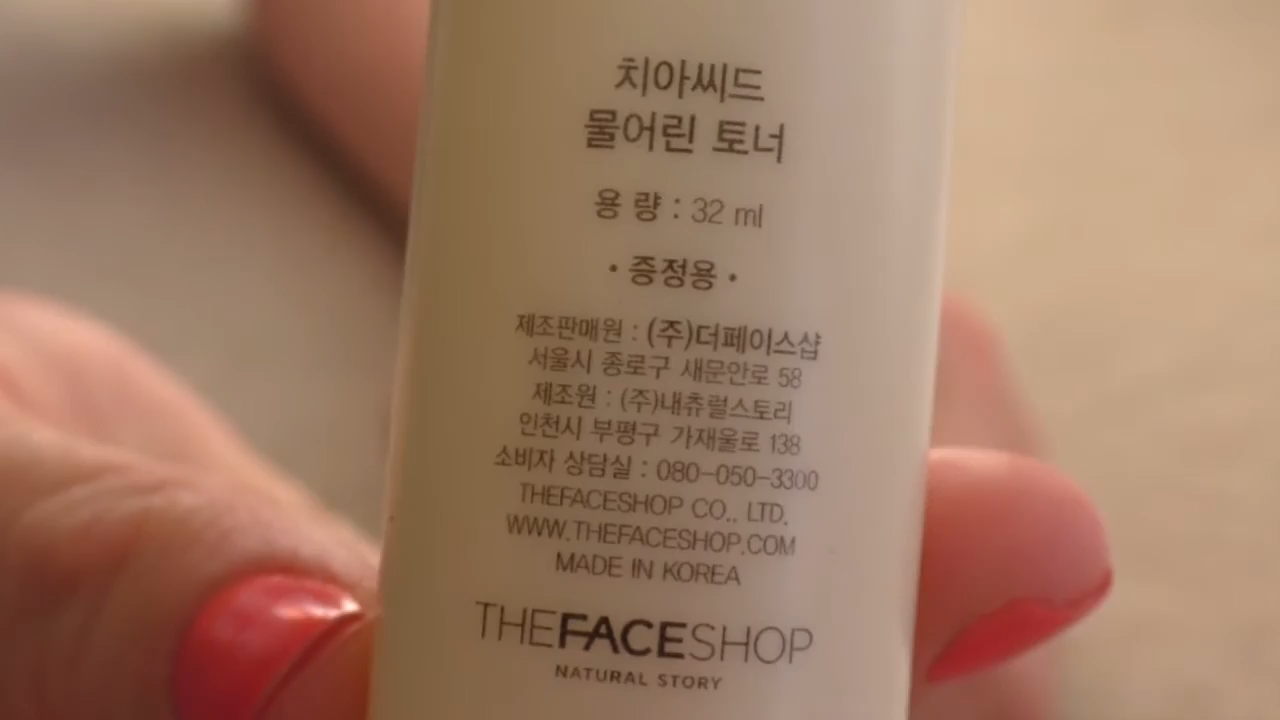 치아씨드
물어린 토너
용 량 : 32 ml
• 증정용 •
제조판매원 : (주)더페이스샵
서울시 종로구 새문안로 58
제조원 : (주)내츄럴스토리
인천시 부평구 가재울로 138
소비자 상담실 : 080-050-3300
THEFACESHOP CO., LTD.
WWW.THEFACESHOP.COM
MADE IN KOREA
THEFACESHOP
NATURAL STORY